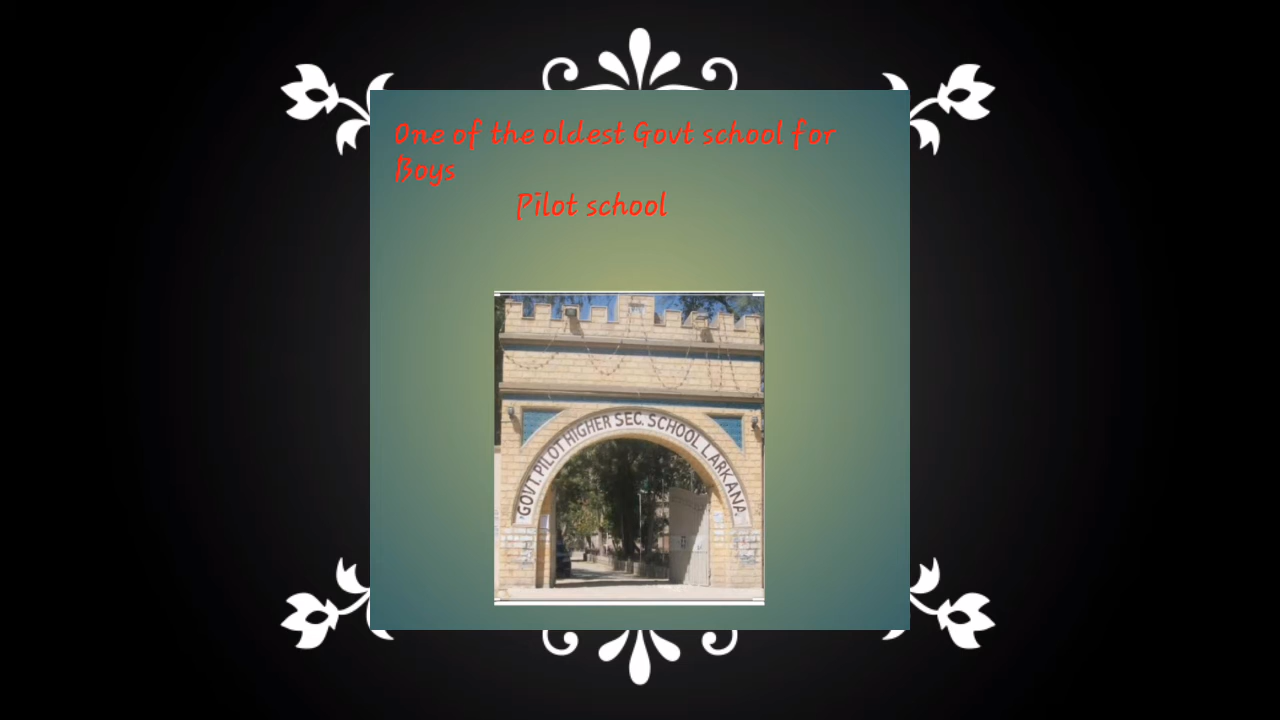 One of the oldest Govt school for
Boys
Pilot school
GOVT. PILOT HIGHER SEC. SCHOOL LARKANA.